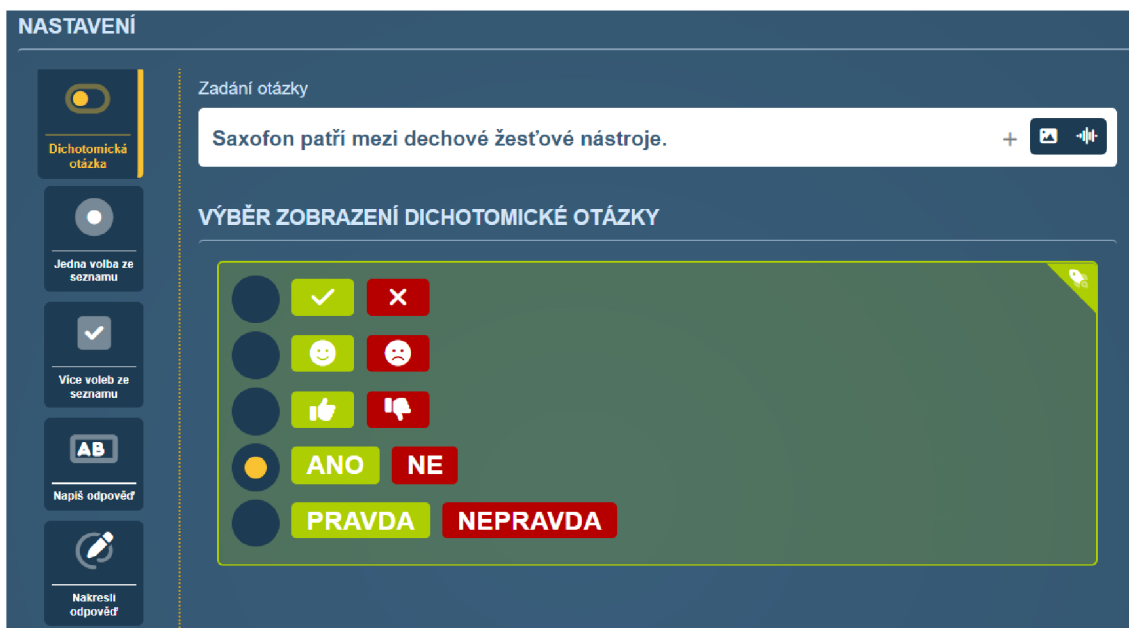 NASTAVENÍ
Dichotomická
otázka
Jedna volba ze
seznamu
Více voleb ze
seznamu
AB
Napiš odpověď
Nakresli
odpověď
Zadání otázky
Saxofon patří mezi dechové žesťové nástroje.
VÝBĚR ZOBRAZENÍ DICHOTOMICKÉ OTÁZKY
ANO NE
PRAVDA NEPRAVDA